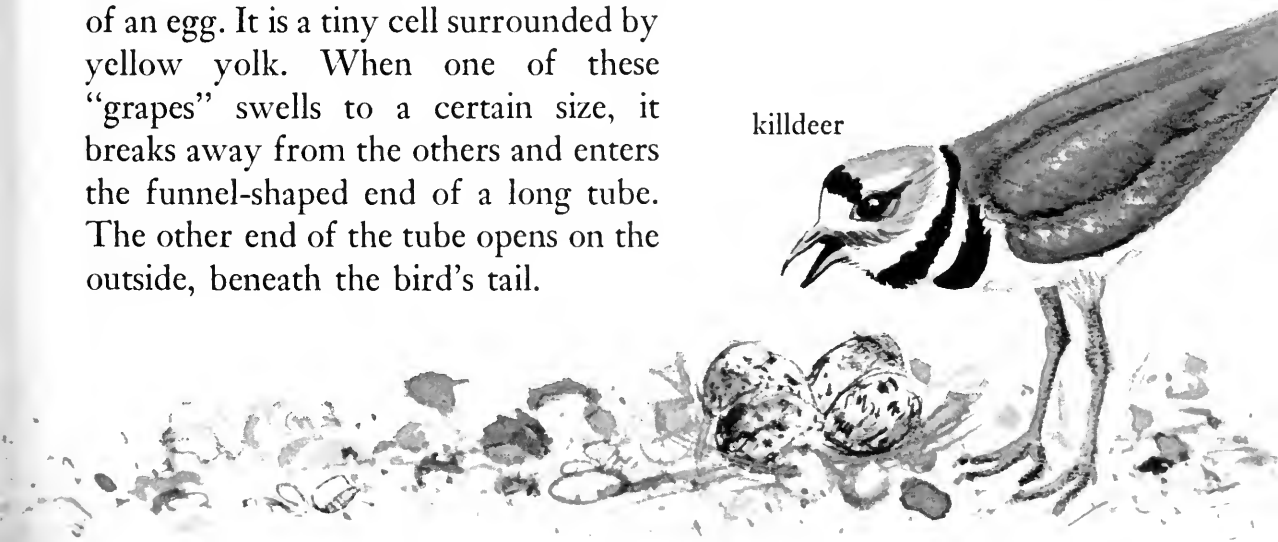 of an egg. It is a tiny cell surrounded by
yellow yolk. When one of these
“grapes” swells to a certain size, it
breaks away from the others and enters
the funnel-shaped end of a long tube.
The other end of the tube opens on the
outside, beneath the bird’s tail.
killdeer